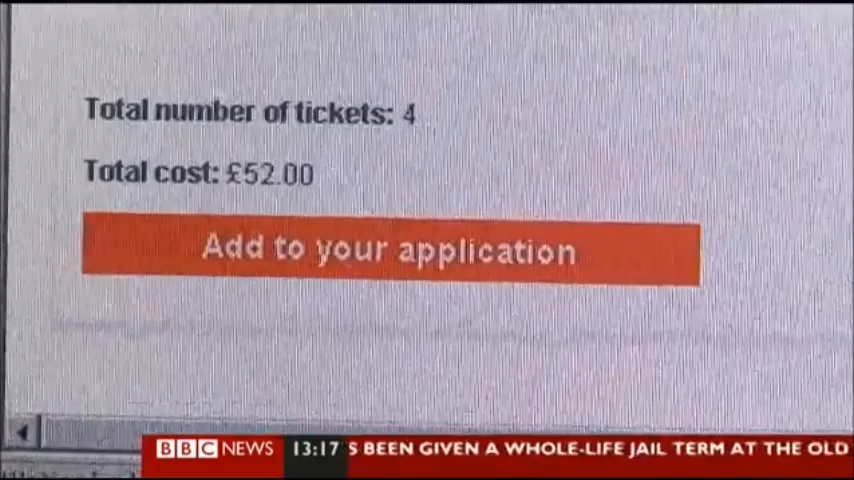 Total number of tickets: 4
Total cost: £52.00
Add to your application
BBC NEWS 13:17 'S BEEN GIVEN A WHOLE-LIFE JAIL TERM AT THE OLD